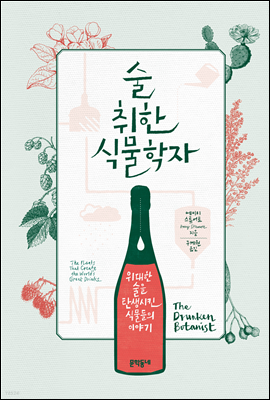 술
취한
식물학자
에이미
스튜어트
Amy Stewart
지음
구계원
옮김
The Plants
That Create
the World's
Great Drinks
위대한
술을
탄생시킨
식물들의
이야기
The
Drunken
Botanist
문학동네